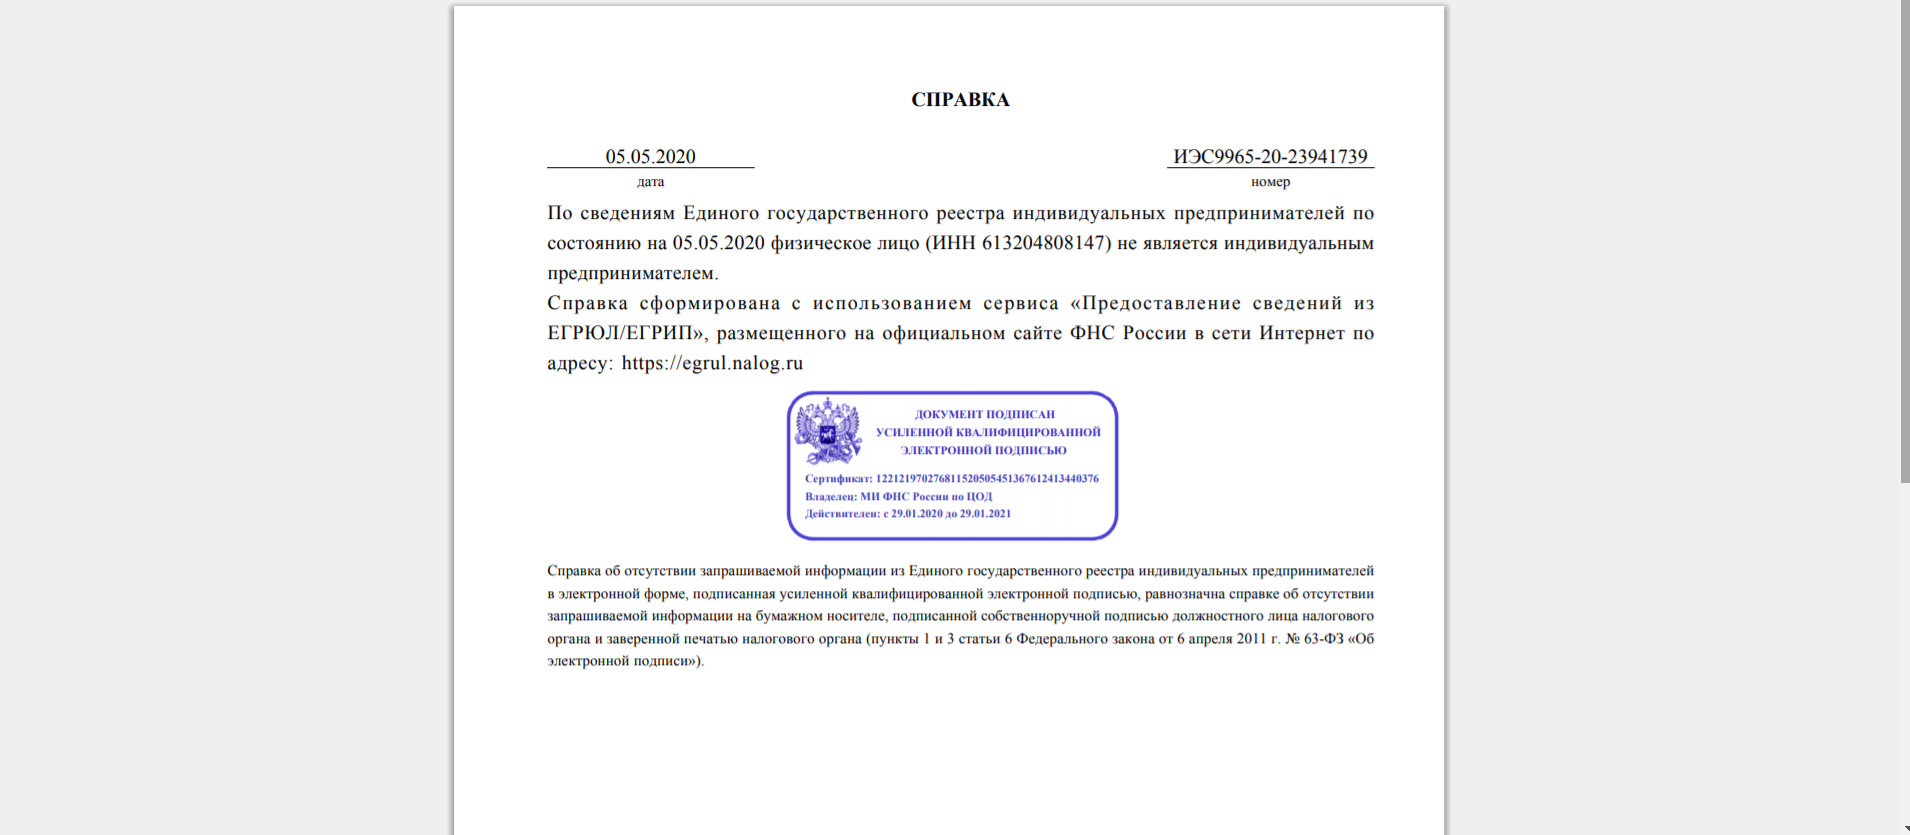 СПРАВКА
05.05.2020
ИЭС9965-20-23941739
дата
номер
По сведениям Единого государственного реестра индивидуальных предпринимателей по
состоянию на 05.05.2020 физическое лицо (ИНН 613204808147) не является индивидуальным
предпринимателем.
Справка сформирована с использованием сервиса «Предоставление сведений из
ЕГРЮЛ/ЕГРИП», размещенного на официальном сайте ФНС России в сети Интернет по
адресу: https://egrul.nalog.ru
ДОКУМЕНТ ПОДПИСАН
УСИЛЕННОЙ КВАЛИФИЦИРОВАННОЙ
ЭЛЕКТРОННОЙ ПОДПИСЬЮ
Сертификат: 122121970276811520505451367612413440376
Владелец: МИ ФНС России по ЦОД
Действителен: с 29.01.2020 до 29.01.2021
Справка об отсутствии запрашиваемой информации из Единого государственного реестра индивидуальных предпринимателей
в электронной форме, подписанная усиленной квалифицированной электронной подписью, равнозначна справке об отсутствии
запрашиваемой информации на бумажном носителе, подписанной собственноручной подписью должностного лица налогового
органа и заверенной печатью налогового органа (пункты 1 и 3 статьи 6 Федерального закона от 6 апреля 2011 г. № 63-ФЗ «Об
электронной подписи»).